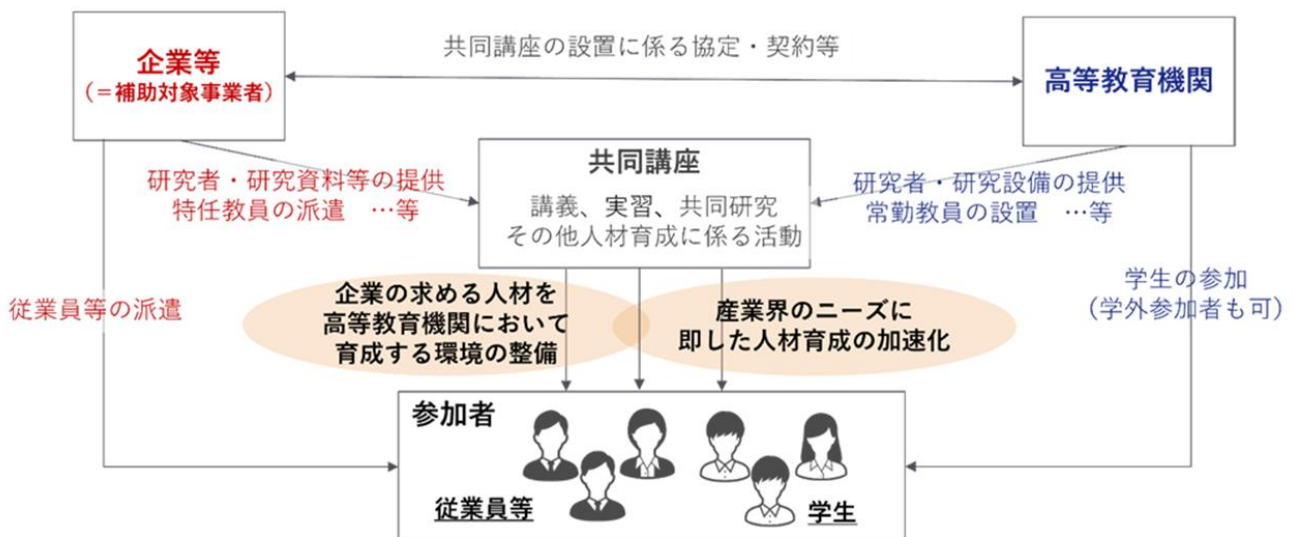 共同講座の設置に係る協定・契約等
企業等
(＝補助対象事業者)
高等教育機関
共同講座
講義、実習、共同研究
その他人材育成に係る活動
研究者・研究資料等の提供
特任教員の派遣　…等
研究者・研究設備の提供
常勤教員の設置　…等
従業員等の派遣
企業の求める人材を
高等教育機関において
育成する環境の整備
産業界のニーズに
即した人材育成の加速化
学生の参加
(学外参加者も可)
参加者
従業員等
学生